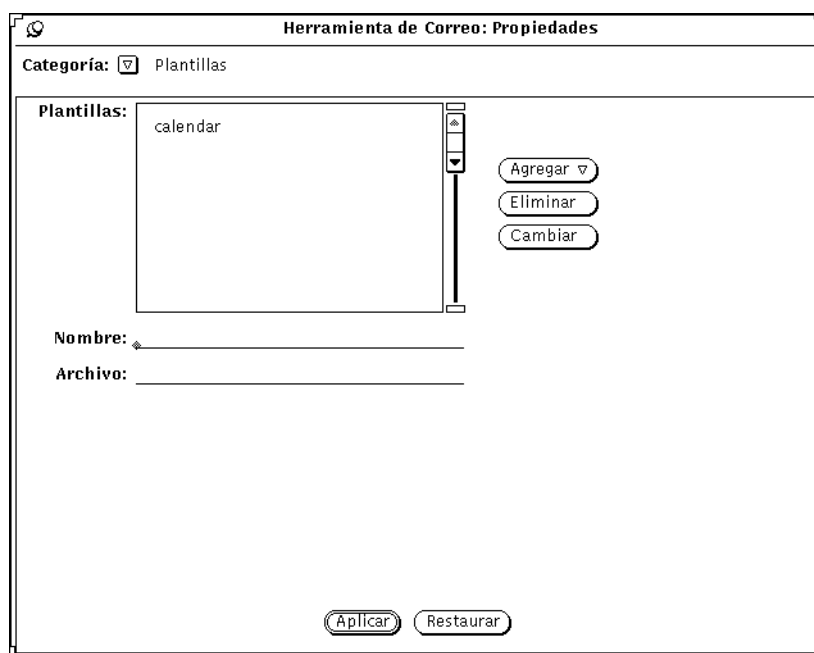 Herramienta de Correo: Propiedades
Categoría: Plantillas
Plantillas:
calendar
Agregar
Eliminar
Cambiar
Nombre:
Archivo:
Aplicar Restaurar